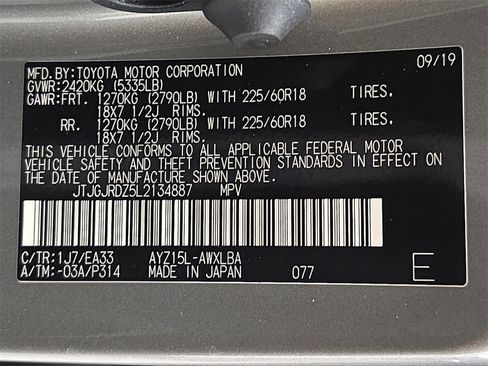 MFD.BY:TOYOTA MOTOR CORPORATION 09/19
GVWR:2420KG (5335LB)
GAWR:FRT. 1270KG (2790LB) WITH 225/60R18 TIRES.
18X7 1/2J RIMS.
RR. 1270KG (2790LB) WITH 225/60R18 TIRES.
18X7 1/2J RIMS.
THIS VEHICLE CONFORMS TO ALL APPLICABLE FEDERAL MOTOR
VEHICLE SAFETY AND THEFT PREVENTION STANDARDS IN EFFECT ON
THE DATE OF MANUFACTURE SHOWN ABOVE.
JTJGJRDZ5L2134887 MPV
C/TR:1J7/EA33 AYZ15L-AWXLBA
A/TM:-03A/P314 MADE IN JAPAN 077 E